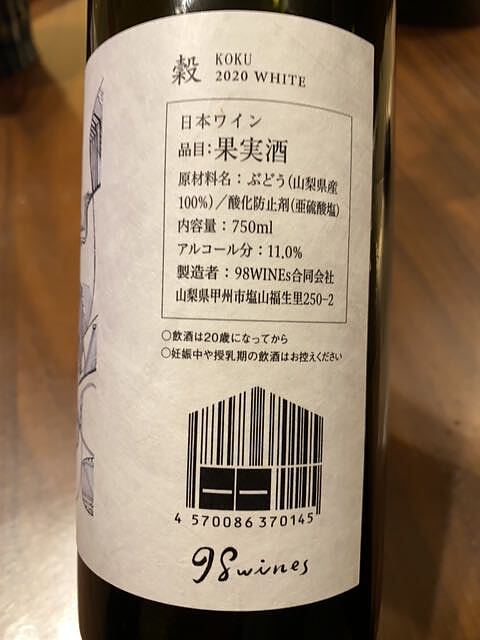 穀 KOKU
2020 WHITE
日本ワイン
品目:果実酒
原材料名：ぶどう(山梨県産
100%)／酸化防止剤(亜硫酸塩)
内容量：750ml
アルコール分：11.0%
製造者：98WINEs合同会社
山梨県甲州市塩山福生里250-2
○飲酒は20歳になってから
○妊娠中や授乳期の飲酒はお控えください
4 570086 370145
98wines